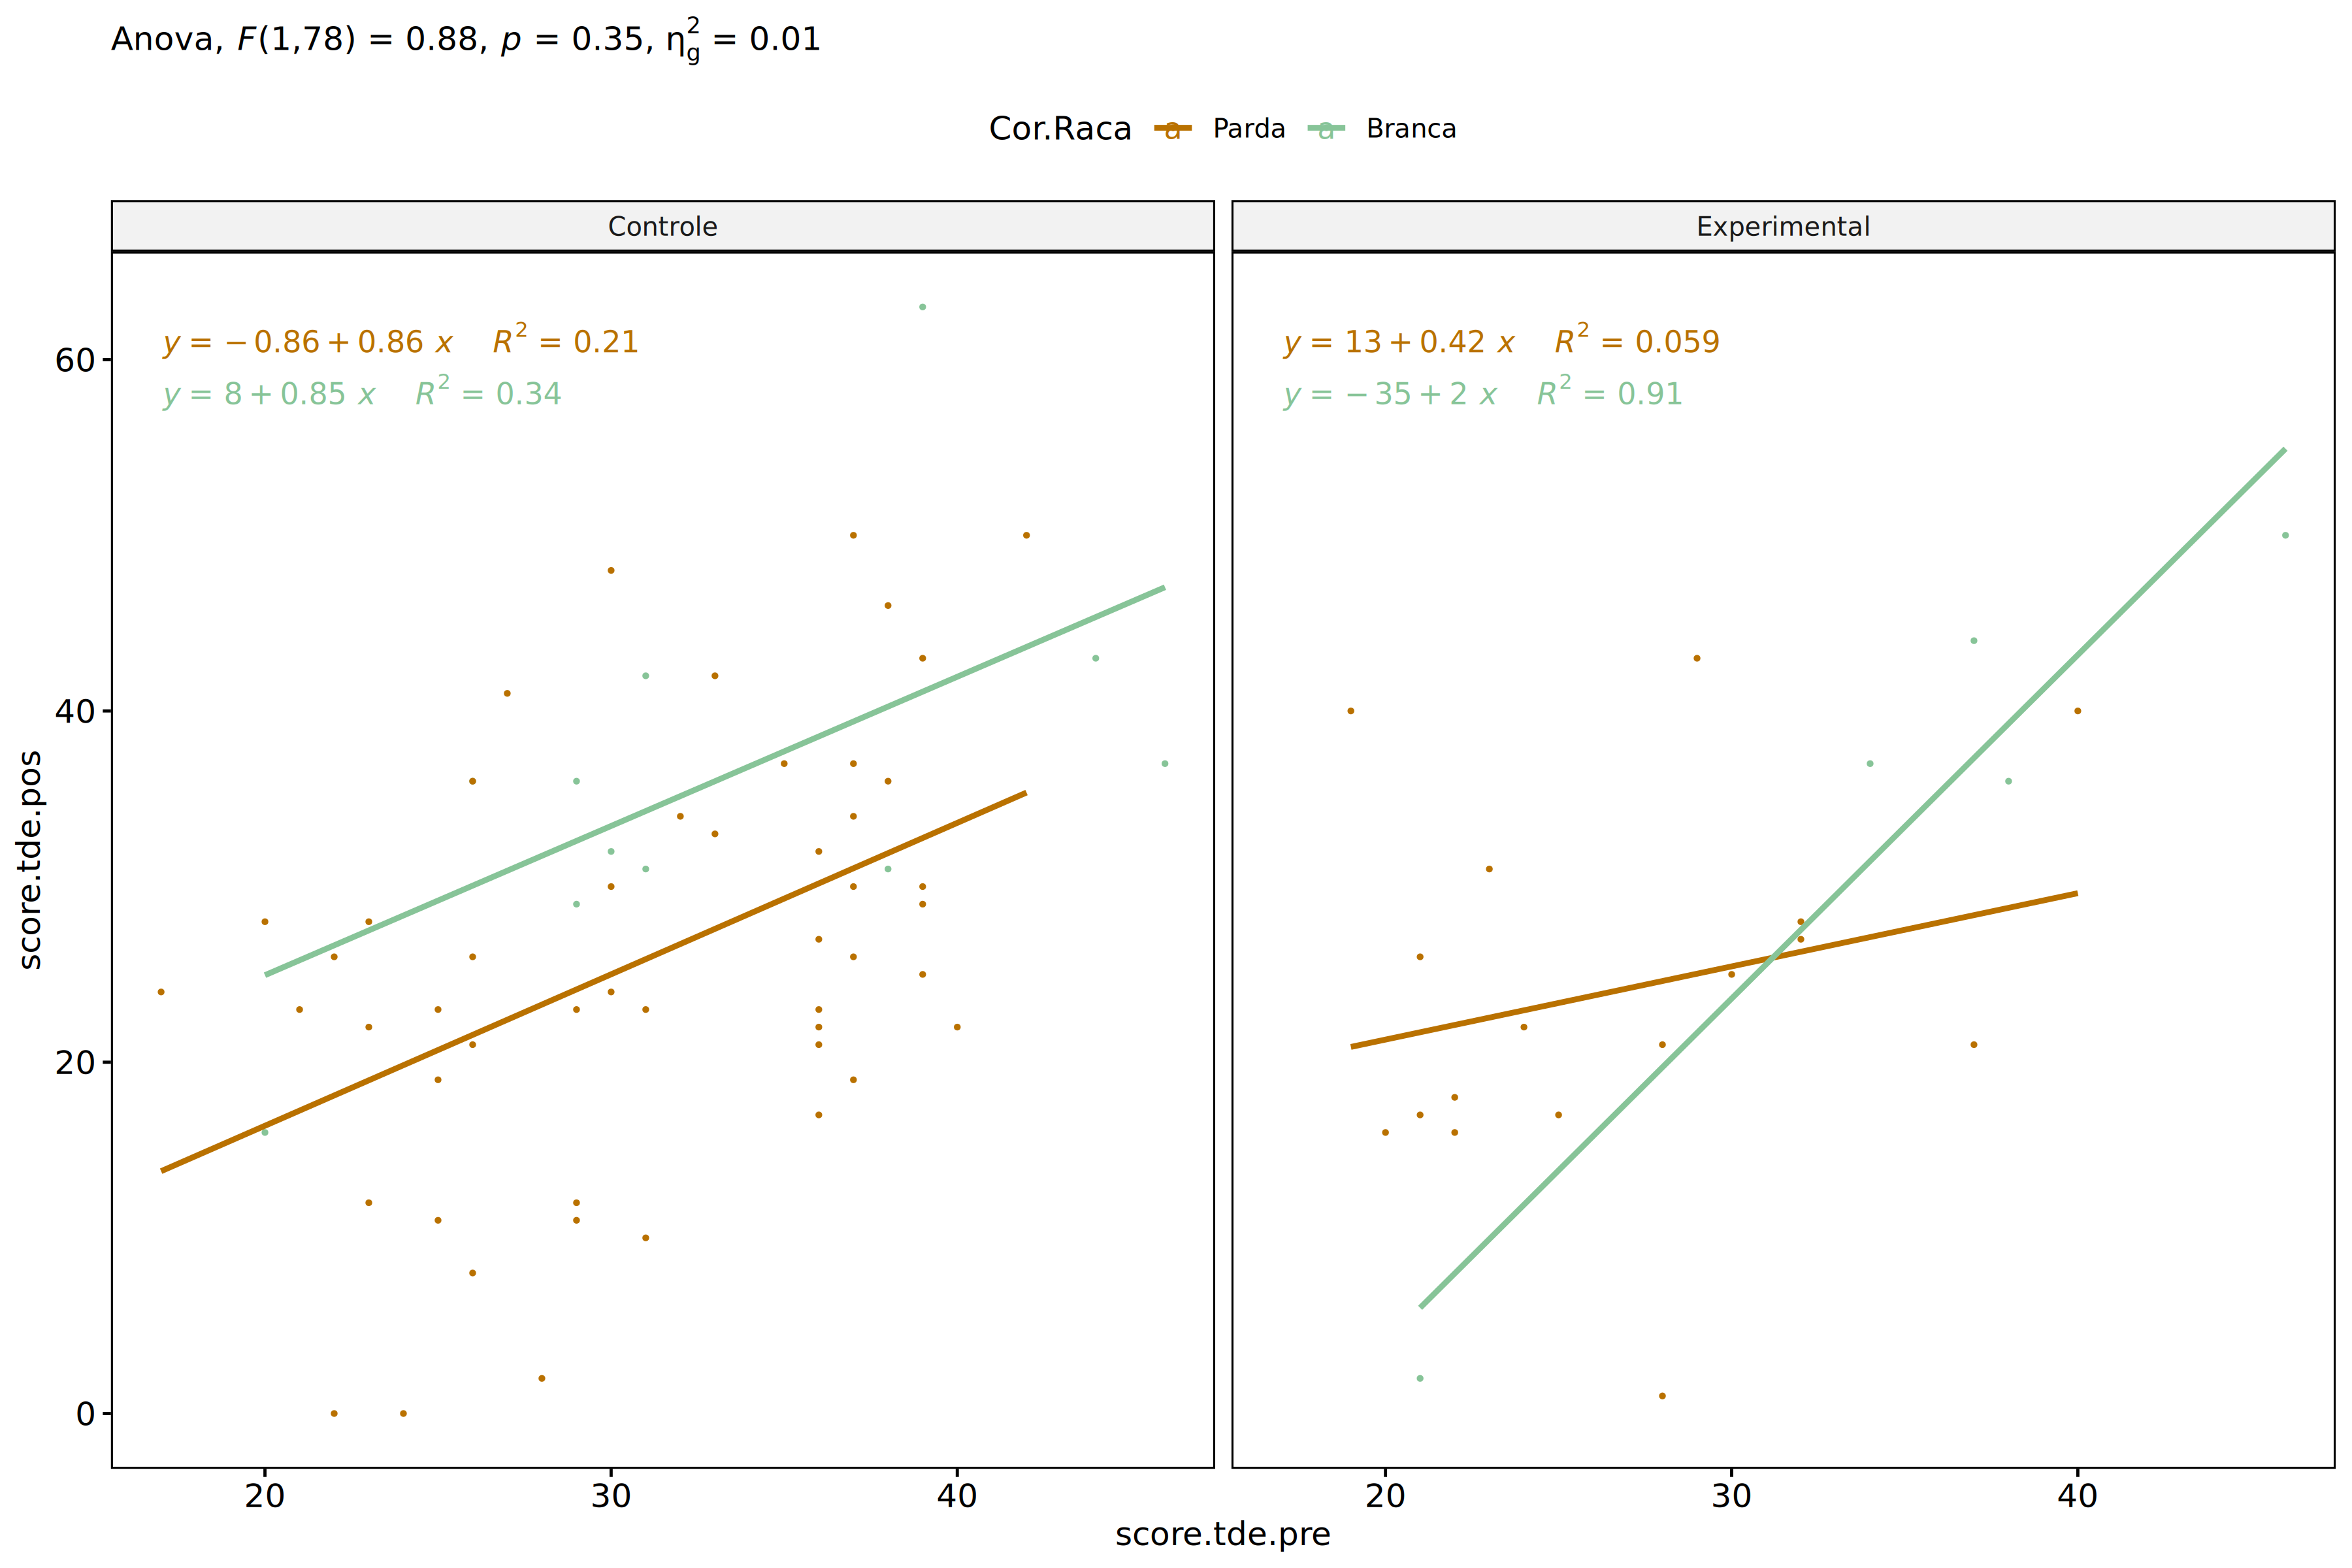 Anova, F(1,78) = 0.88, p = 0.35, η²g = 0.01
Cor.Raca a Parda a Branca
Controle
Experimental
y = − 0.86 + 0.86 x R² = 0.21
y = 8 + 0.85 x R² = 0.34
y = 13 + 0.42 x R² = 0.059
y = − 35 + 2 x R² = 0.91
60
40
20
0
score.tde.pos
20 30 40
20 30 40
score.tde.pre